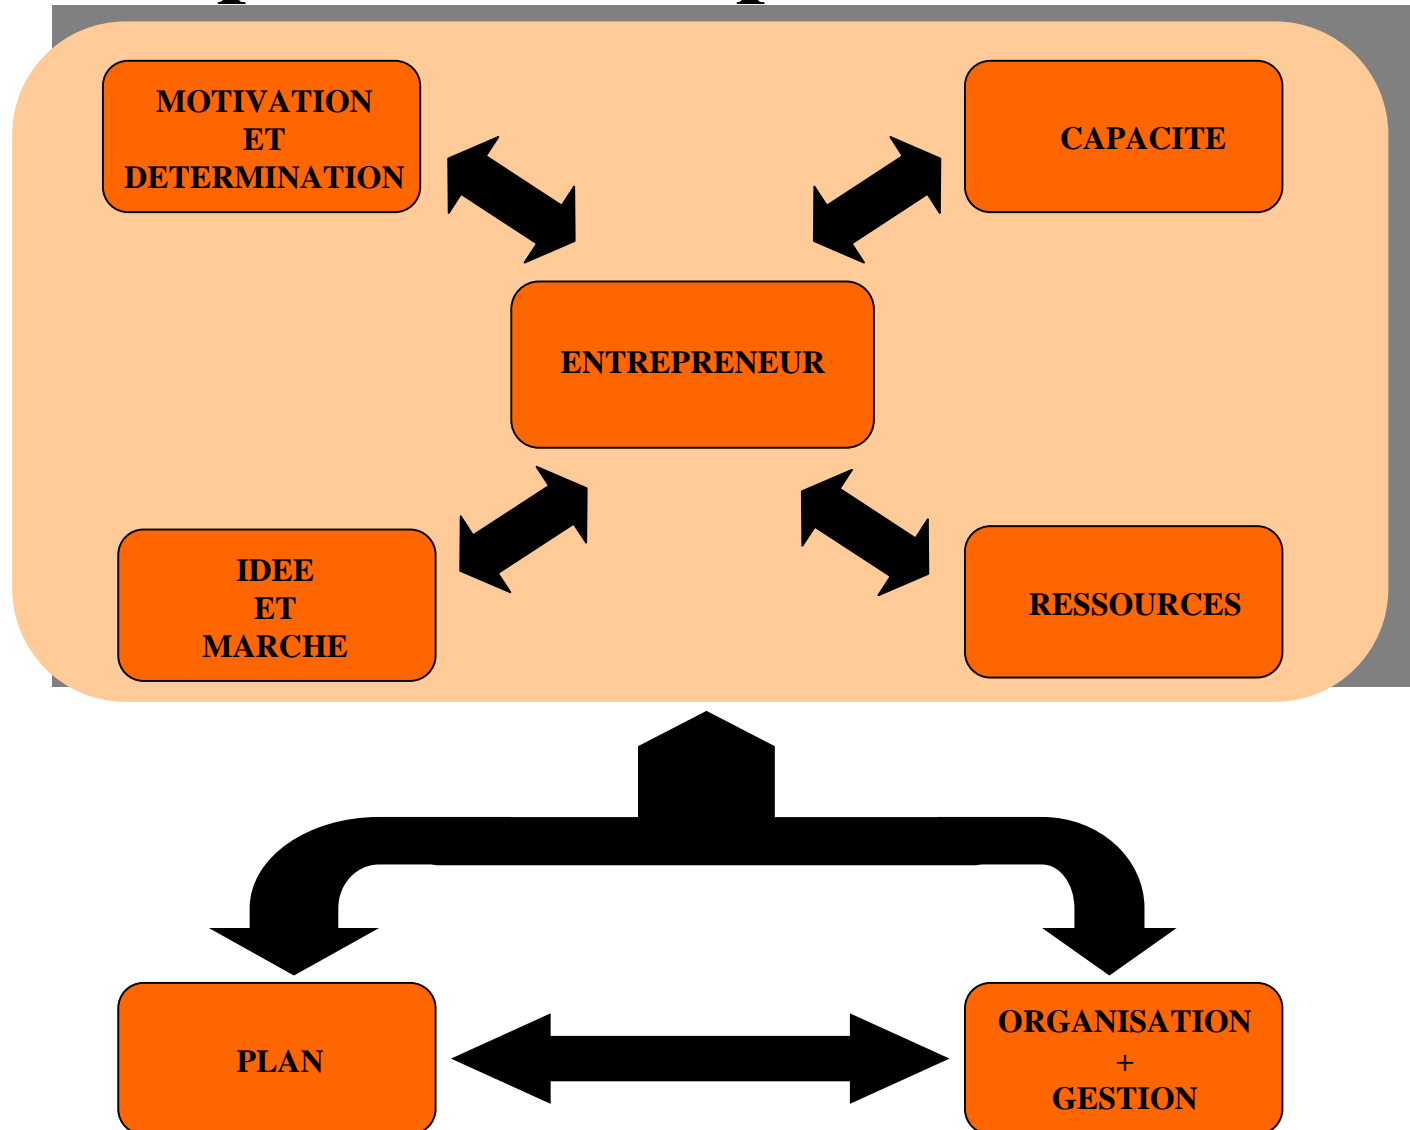 MOTIVATION
ET
DETERMINATION
CAPACITE
ENTREPRENEUR
IDEE
ET
MARCHE
RESSOURCES
PLAN
ORGANISATION
+
GESTION